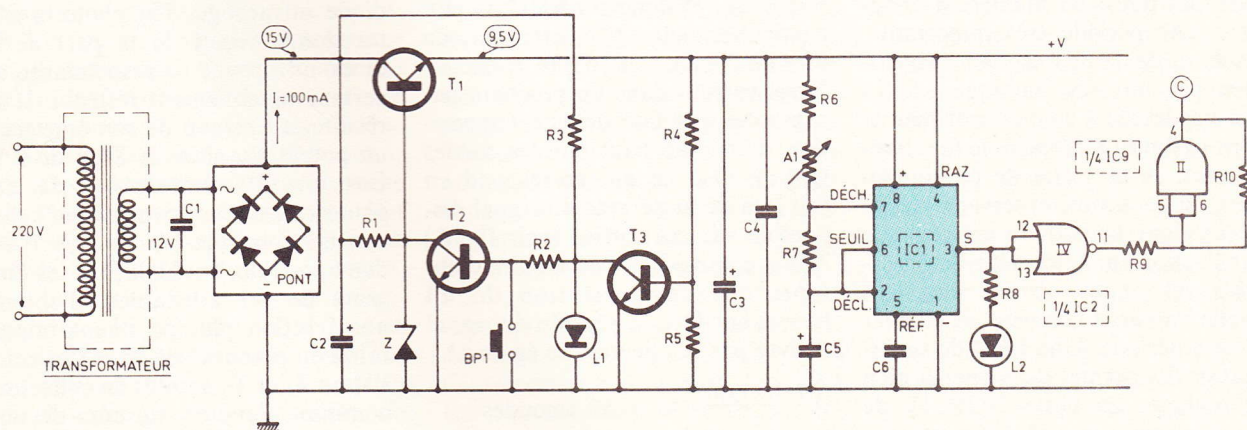 15V
9,5V
I = 100mA
T1
R3
R4
R6
A1
R7
+V
C
4
II
1/4 IC9
5
6
R10
220V
C1
12V
~
~
+
-
PONT
TRANSFORMATEUR
R1
T2
R2
T3
C4
DÉCH
7
+
8
RAZ
4
SEUIL
6
IC1
3
S
2
DÉCL
5
RÉF
1
-
12
13
IV
11
R9
R8
1/4 IC2
C2
Z
BP1
L1
R5
+
C3
+
C5
C6
L2